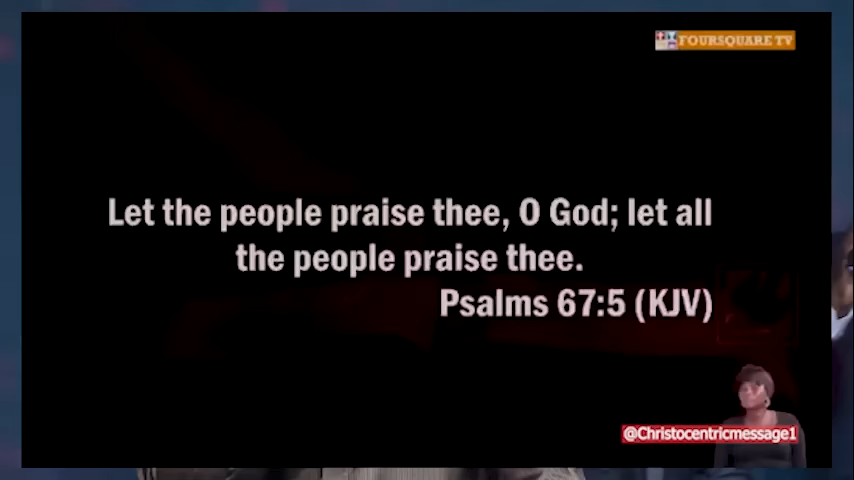 FOURSQUARE TV
Let the people praise thee, O God; let all
the people praise thee.
Psalms 67:5 (KJV)
@Christocentricmessage1